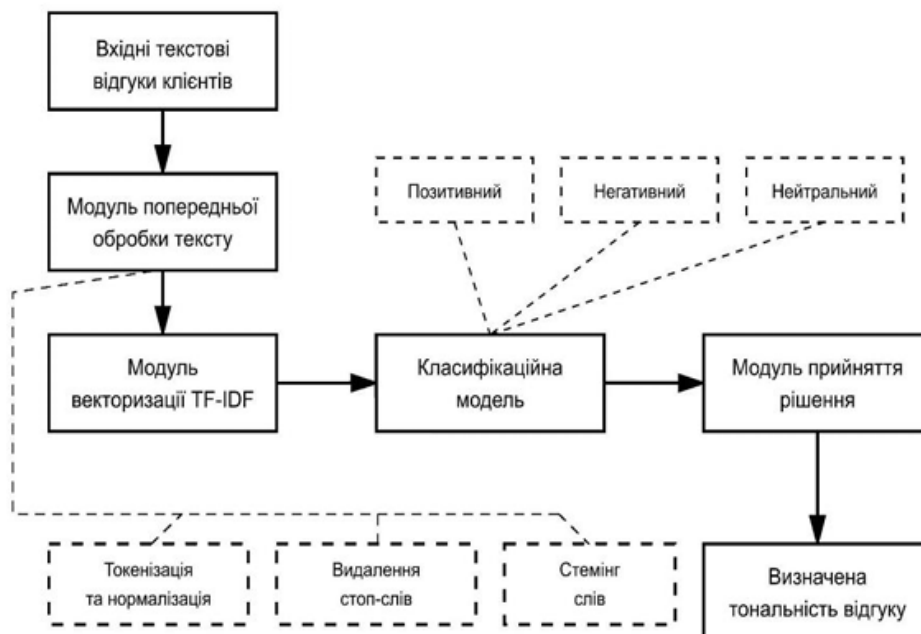 Вхідні текстові
відгуки клієнтів
Модуль попередньої
обробки тексту
Позитивний
Негативний
Нейтральний
Модуль
векторизації TF-IDF
Класифікаційна
модель
Модуль прийняття
рішення
Токенізація
та нормалізація
Видалення
стоп-слів
Стемінг
слів
Визначена
тональність відгуку